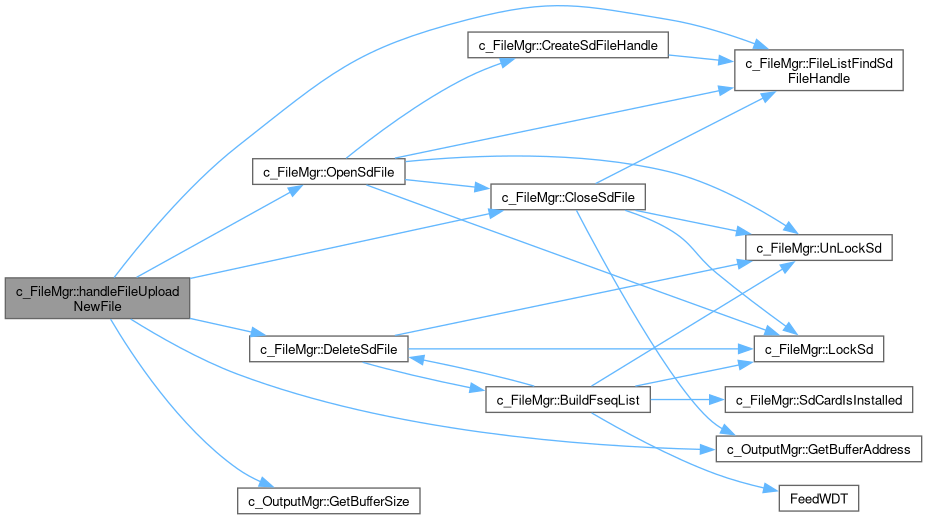 c_FileMgr::CreateSdFileHandle
c_FileMgr::FileListFindSd
FileHandle
c_FileMgr::OpenSdFile
c_FileMgr::CloseSdFile
c_FileMgr::UnLockSd
c_FileMgr::handleFileUpload
NewFile
c_FileMgr::DeleteSdFile
c_FileMgr::LockSd
c_FileMgr::BuildFseqList
c_FileMgr::SdCardIsInstalled
c_OutputMgr::GetBufferAddress
c_OutputMgr::GetBufferSize
FeedWDT